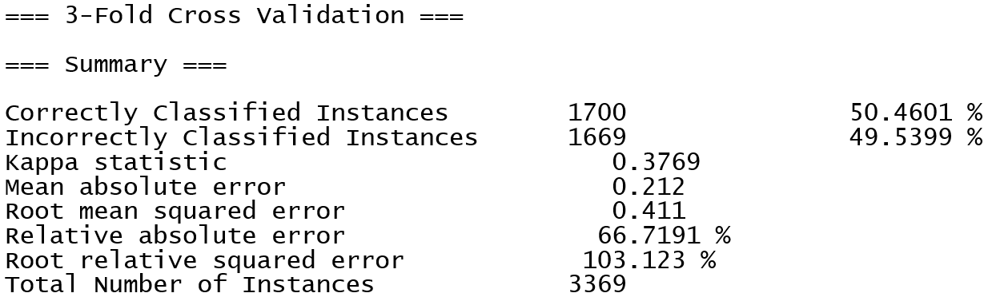 === 3-Fold Cross Validation ===
=== Summary ===
Correctly Classified Instances 1700 50.4601 %
Incorrectly Classified Instances 1669 49.5399 %
Kappa statistic 0.3769
Mean absolute error 0.212
Root mean squared error 0.411
Relative absolute error 66.7191 %
Root relative squared error 103.123 %
Total Number of Instances 3369